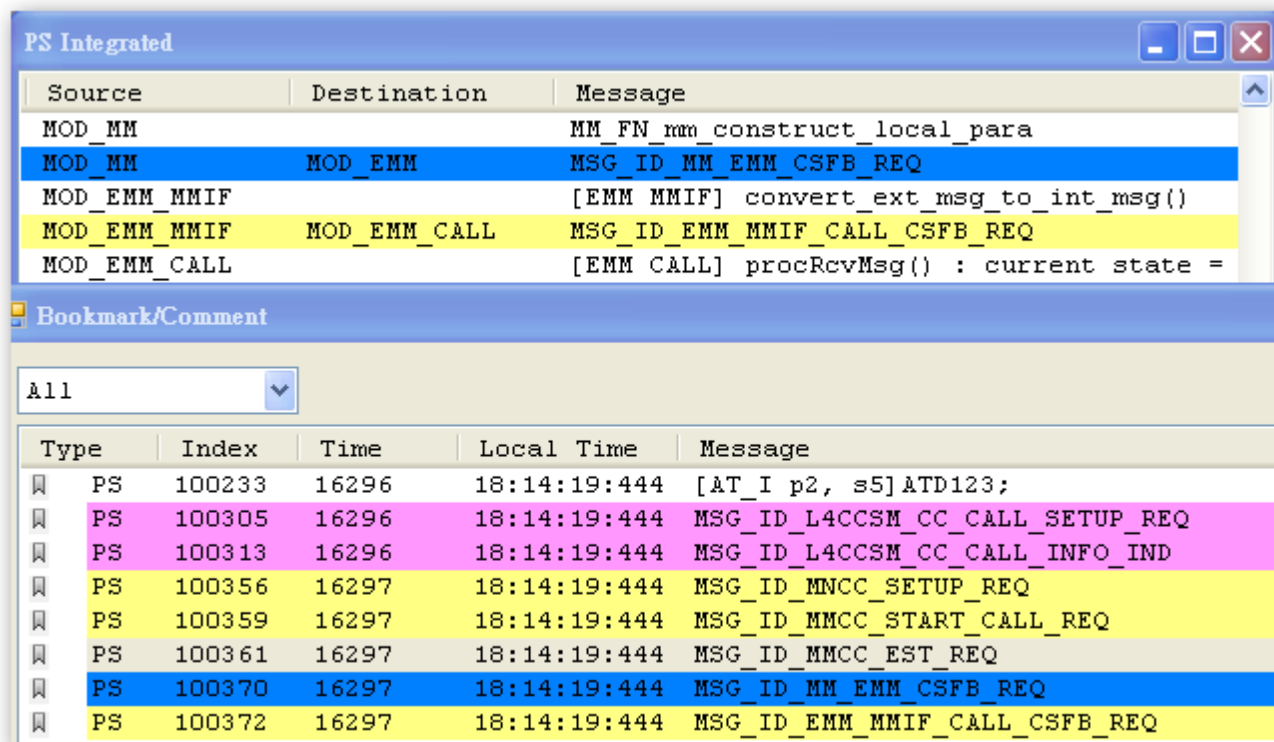 PS Integrated
Source Destination Message
MOD_MM MM_FN_mm_construct_local_para
MOD_MM MOD_EMM MSG_ID_MM_EMM_CSFB_REQ
MOD_EMM_MMIF [EMM MMIF] convert_ext_msg_to_int_msg()
MOD_EMM_MMIF MOD_EMM_CALL MSG_ID_EMM_MMIF_CALL_CSFB_REQ
MOD_EMM_CALL [EMM CALL] procRcvMsg() : current state =
Bookmark/Comment
All
Type Index Time Local Time Message
PS 100233 16296 18:14:19:444 [AT_I p2, s5]ATD123;
PS 100305 16296 18:14:19:444 MSG_ID_L4CCSM_CC_CALL_SETUP_REQ
PS 100313 16296 18:14:19:444 MSG_ID_L4CCSM_CC_CALL_INFO_IND
PS 100356 16297 18:14:19:444 MSG_ID_MNCC_SETUP_REQ
PS 100359 16297 18:14:19:444 MSG_ID_MMCC_START_CALL_REQ
PS 100361 16297 18:14:19:444 MSG_ID_MMCC_EST_REQ
PS 100370 16297 18:14:19:444 MSG_ID_MM_EMM_CSFB_REQ
PS 100372 16297 18:14:19:444 MSG_ID_EMM_MMIF_CALL_CSFB_REQ